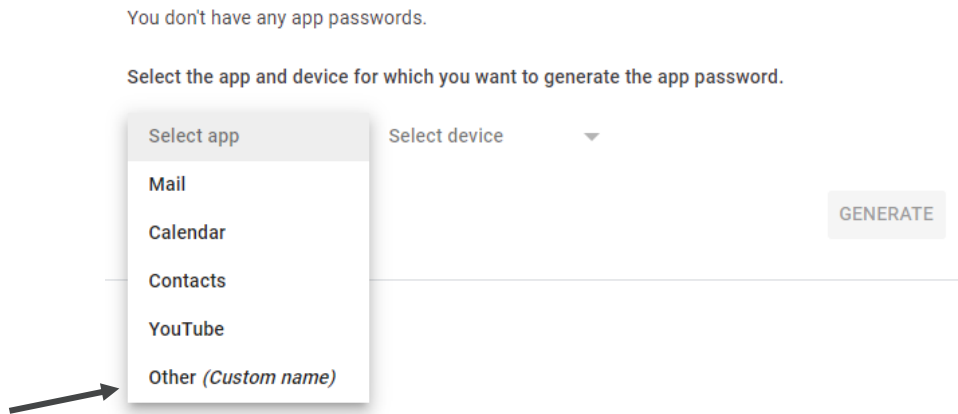 You don't have any app passwords.
Select the app and device for which you want to generate the app password.
Select app
Select device
Mail
Calendar
Contacts
YouTube
Other (Custom name)
GENERATE